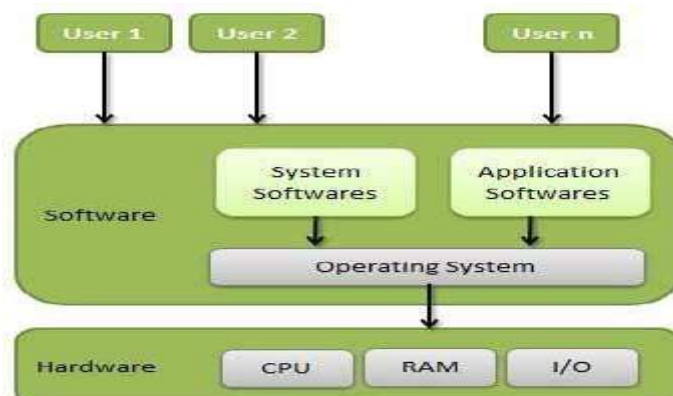 User 1
User 2
User n
System
Softwares
Application
Softwares
Software
Operating System
Hardware
CPU
RAM
I/O